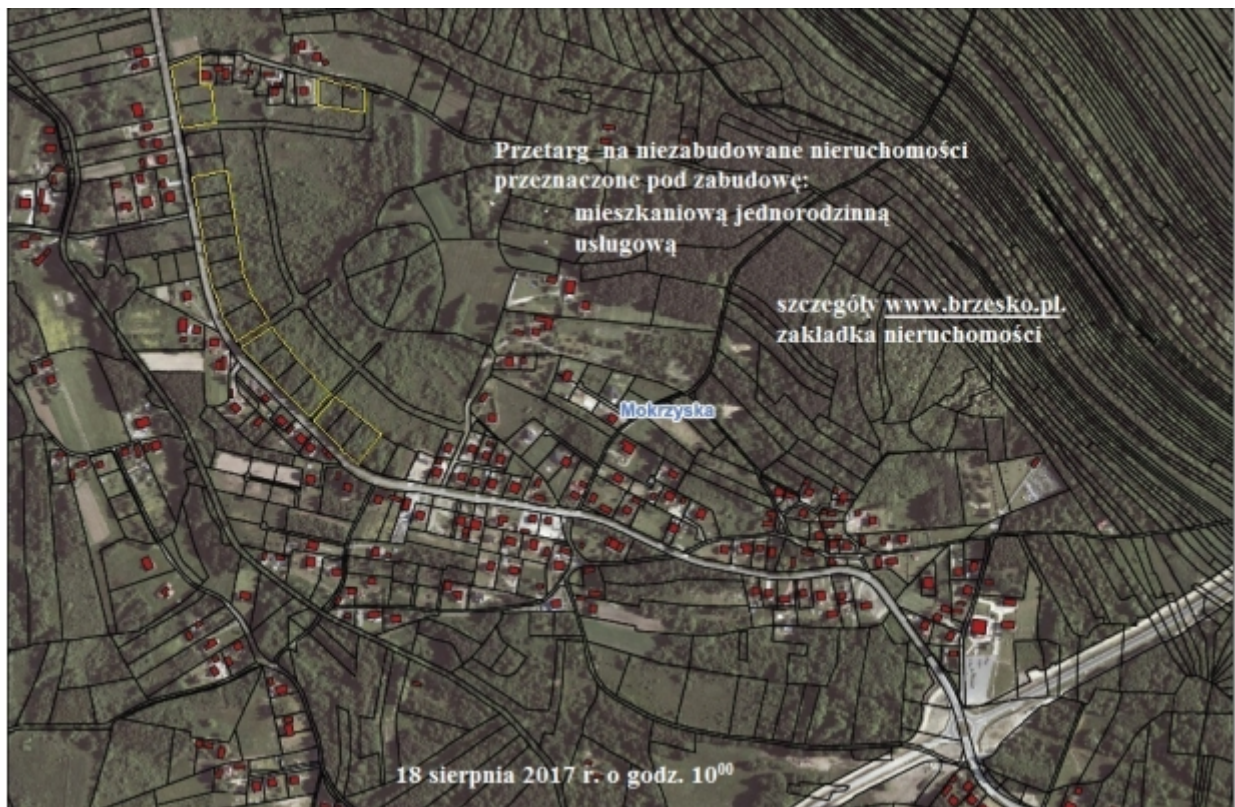 Przetarg na niezabudowane nieruchomości
przeznaczone pod zabudowę:
mieszkaniową jednorodzinną
usługową
szczegóły www.brzesko.pl.
zakładka nieruchomości
Mokrzyska
18 sierpnia 2017 r. o godz. 10⁰⁰